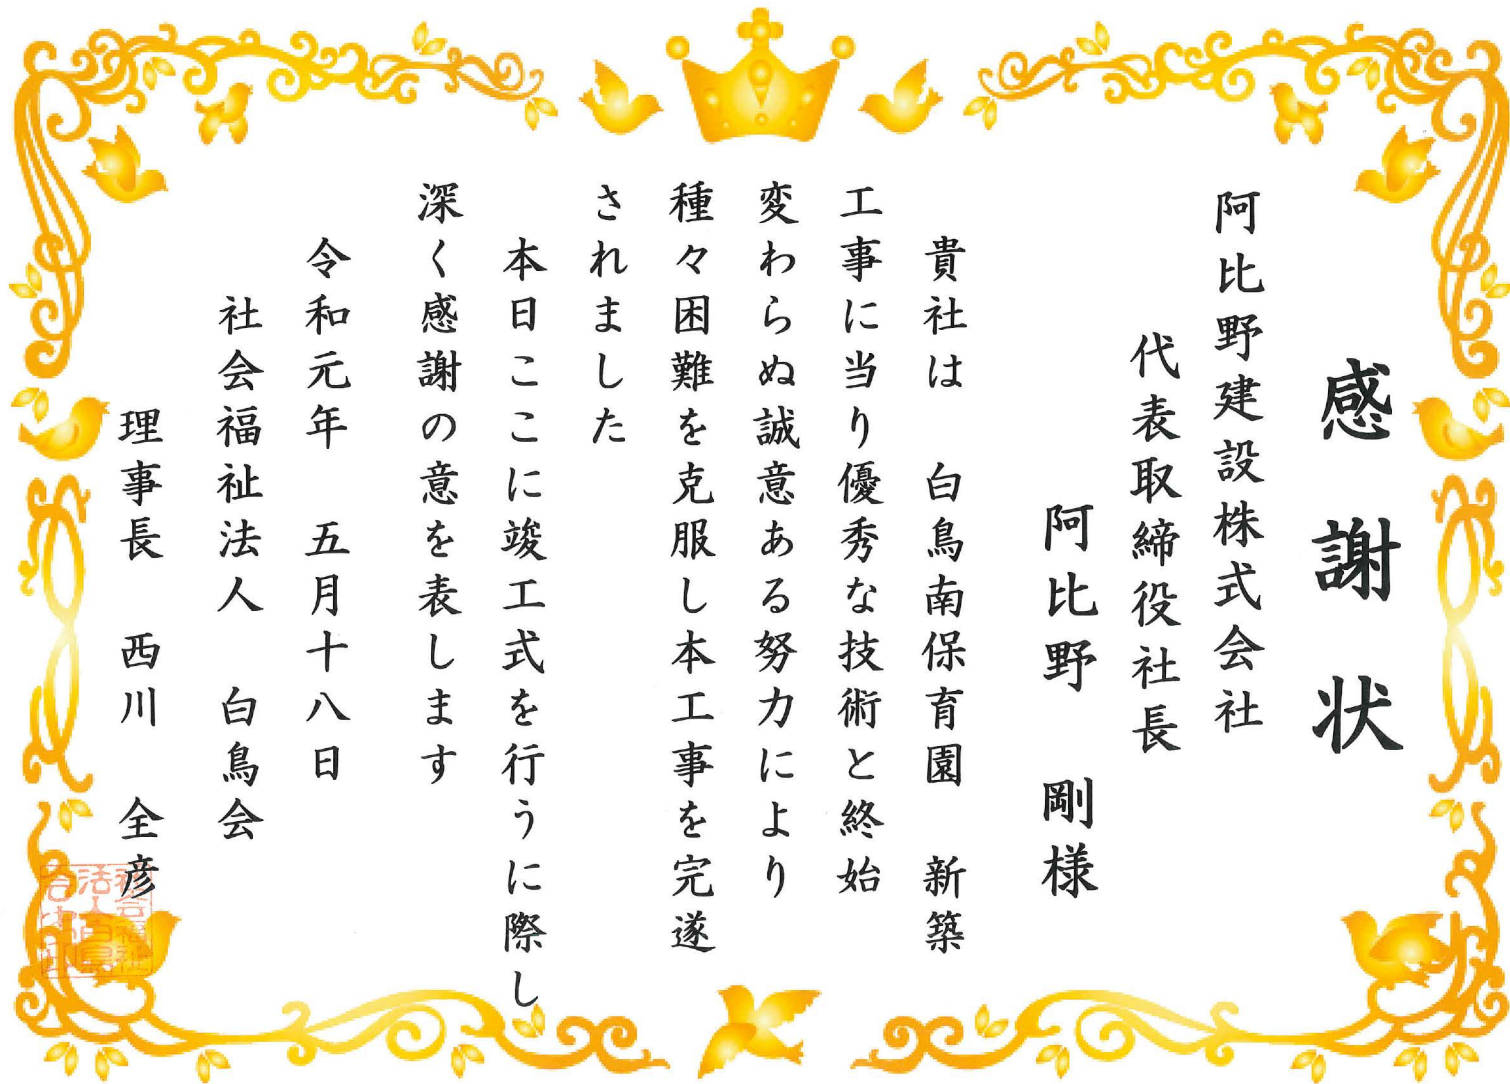 感謝状
阿比野建設株式会社
代表取締役社長
阿比野 剛様
貴社は 白鳥南保育園 新築
工事に当り優秀な技術と終始
変わらぬ誠意ある努力により
種々困難を克服し本工事を完遂
されました
本日ここに竣工式を行うに際し
深く感謝の意を表します
令和元年 五月十八日
社会福祉法人 白鳥会
理事長 西川 全彦